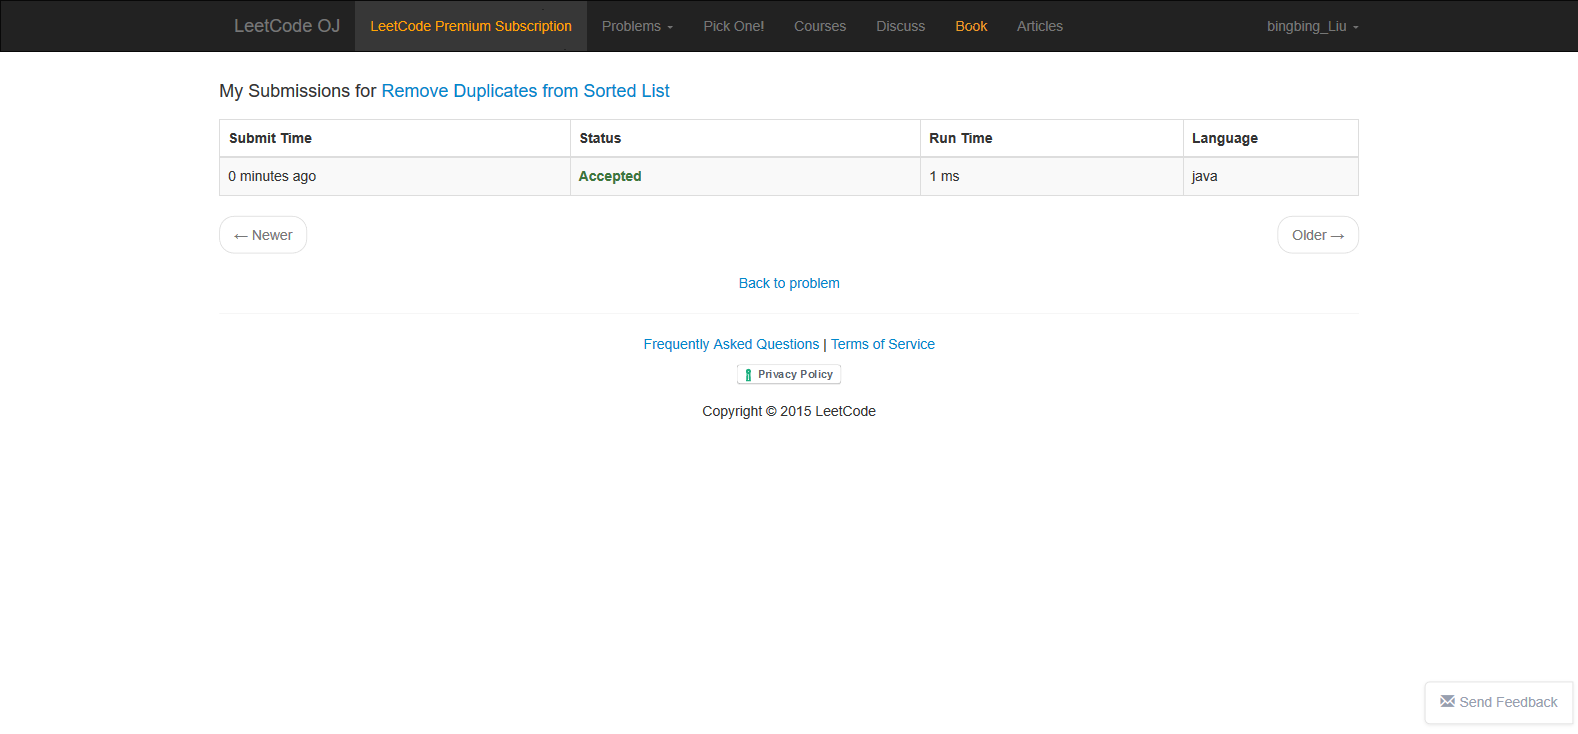 LeetCode OJ LeetCode Premium Subscription Problems Pick One! Courses Discuss Book Articles bingbing_Liu
My Submissions for Remove Duplicates from Sorted List
Submit Time Status Run Time Language
0 minutes ago Accepted 1 ms java
← Newer Older →
Back to problem
Frequently Asked Questions | Terms of Service
Privacy Policy
Copyright © 2015 LeetCode
Send Feedback